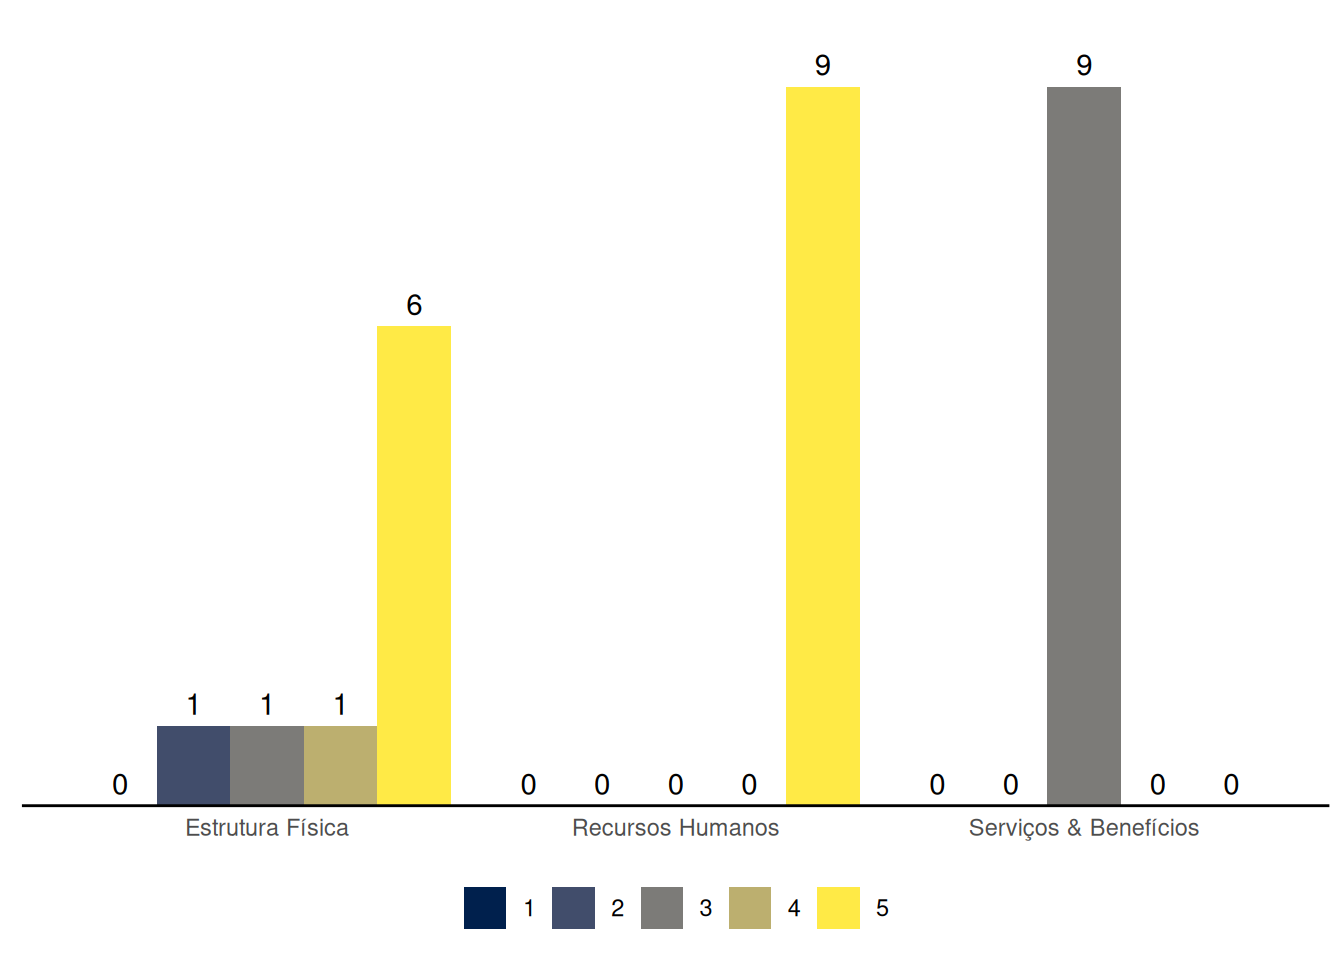 9 9
6
1 1 1
0 0 0 0 0 0 0 0 0
Estrutura Física Recursos Humanos Serviços & Benefícios
1 2 3 4 5